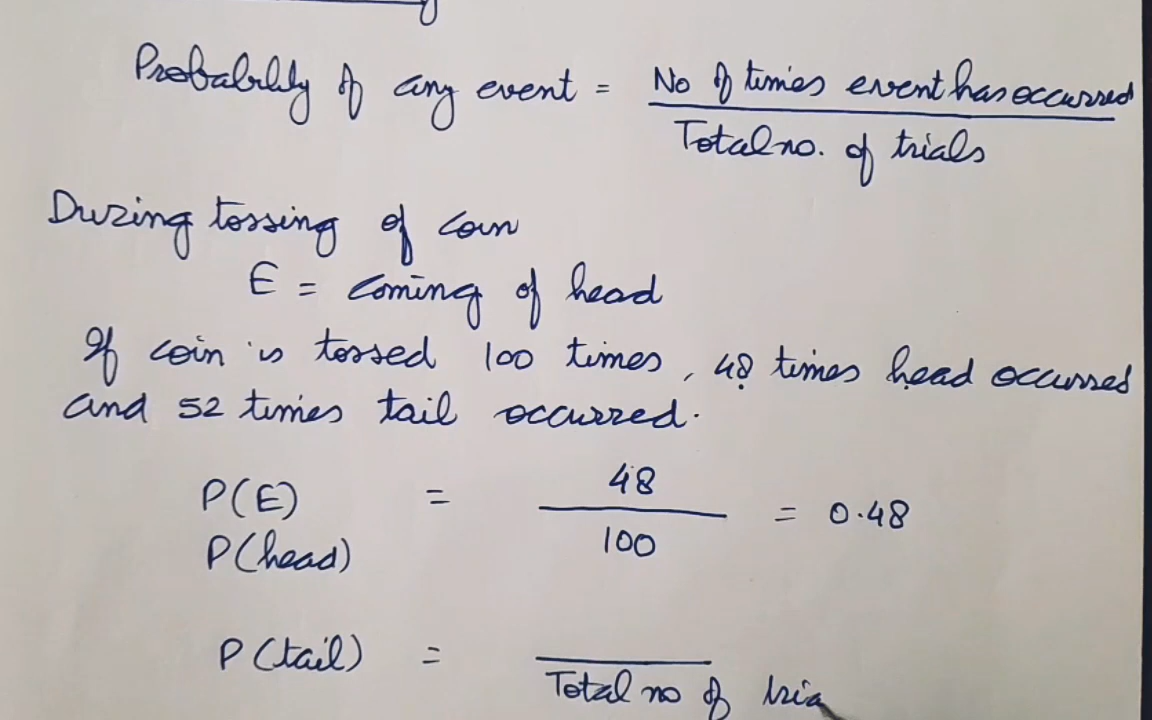 Probability of any event = No of times event has occurred
Total no. of trials
During tossing of coin
E = coming of head
If coin is tossed 100 times, 48 times head occurred
and 52 times tail occurred.
P(E) = 48
100
= 0.48
P(head)
P(tail) =
Total no of tria